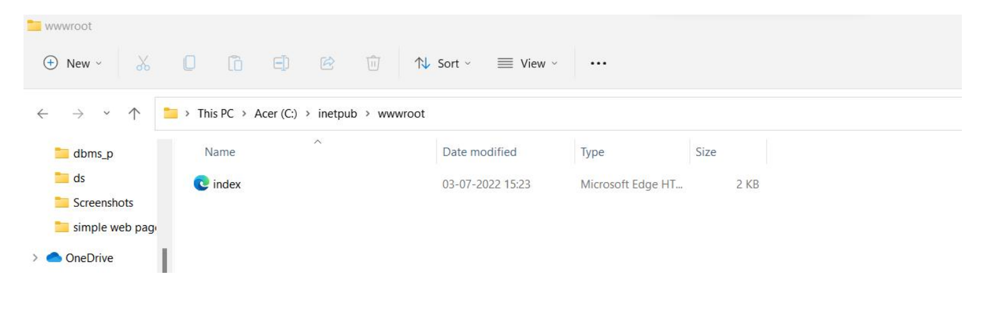 wwwroot
New
Sort
View
This PC > Acer (C:) > inetpub > wwwroot
dbms_p
ds
Screenshots
simple web pag
OneDrive
Name Date modified Type Size
index 03-07-2022 15:23 Microsoft Edge HT... 2 KB